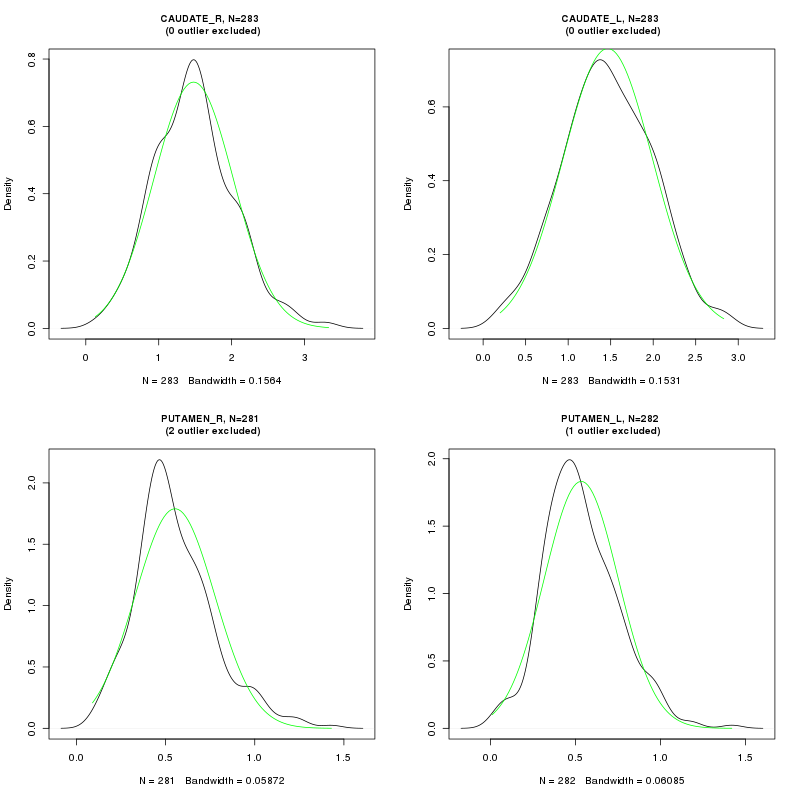 CAUDATE_R, N=283
(0 outlier excluded)
Density
0.0
0.2
0.4
0.6
0.8
0
1
2
3
N = 283   Bandwidth = 0.1564
CAUDATE_L, N=283
(0 outlier excluded)
Density
0.0
0.2
0.4
0.6
0.0
0.5
1.0
1.5
2.0
2.5
3.0
N = 283   Bandwidth = 0.1531
PUTAMEN_R, N=281
(2 outlier excluded)
Density
0.0
0.5
1.0
1.5
2.0
0.0
0.5
1.0
1.5
N = 281   Bandwidth = 0.05872
PUTAMEN_L, N=282
(1 outlier excluded)
Density
0.0
0.5
1.0
1.5
2.0
0.0
0.5
1.0
1.5
N = 282   Bandwidth = 0.06085